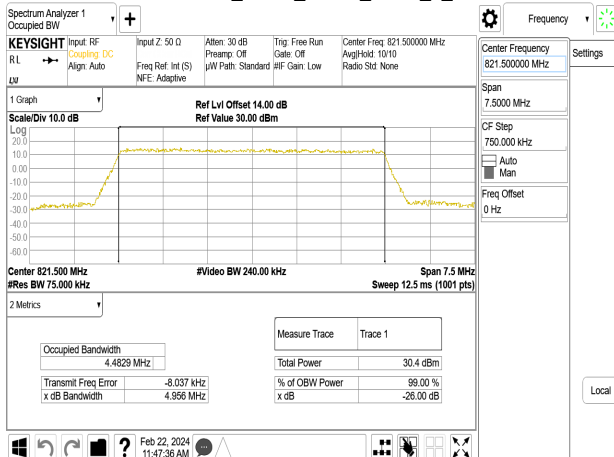 Spectrum Analyzer 1
Occupied BW
Frequency
KEYSIGHT
RL
Input: RF
Coupling: DC
Align: Auto
Input Z: 50 Ω
Freq Ref: Int (S)
NFE: Adaptive
Atten: 30 dB
Preamp: Off
µW Path: Standard
Trig: Free Run
Gate: Off
#IF Gain: Low
Center Freq: 821.500000 MHz
Avg|Hold: 10/10
Radio Std: None
Center Frequency
821.500000 MHz
Settings
Span
7.5000 MHz
CF Step
750.000 kHz
Auto
Man
Freq Offset
0 Hz
Local
1 Graph
Scale/Div 10.0 dB
Ref Lvl Offset 14.00 dB
Ref Value 30.00 dBm
Log
20.0
10.0
0.00
-10.0
-20.0
-30.0
-40.0
-50.0
-60.0
Center 821.500 MHz
#Video BW 240.00 kHz
Span 7.5 MHz
#Res BW 75.000 kHz
Sweep 12.5 ms (1001 pts)
2 Metrics
Measure Trace
Trace 1
Occupied Bandwidth
4.4829 MHz
Total Power
30.4 dBm
Transmit Freq Error
-8.037 kHz
% of OBW Power
99.00 %
x dB Bandwidth
4.956 MHz
x dB
-26.00 dB
Feb 22, 2024
11:47:36 AM